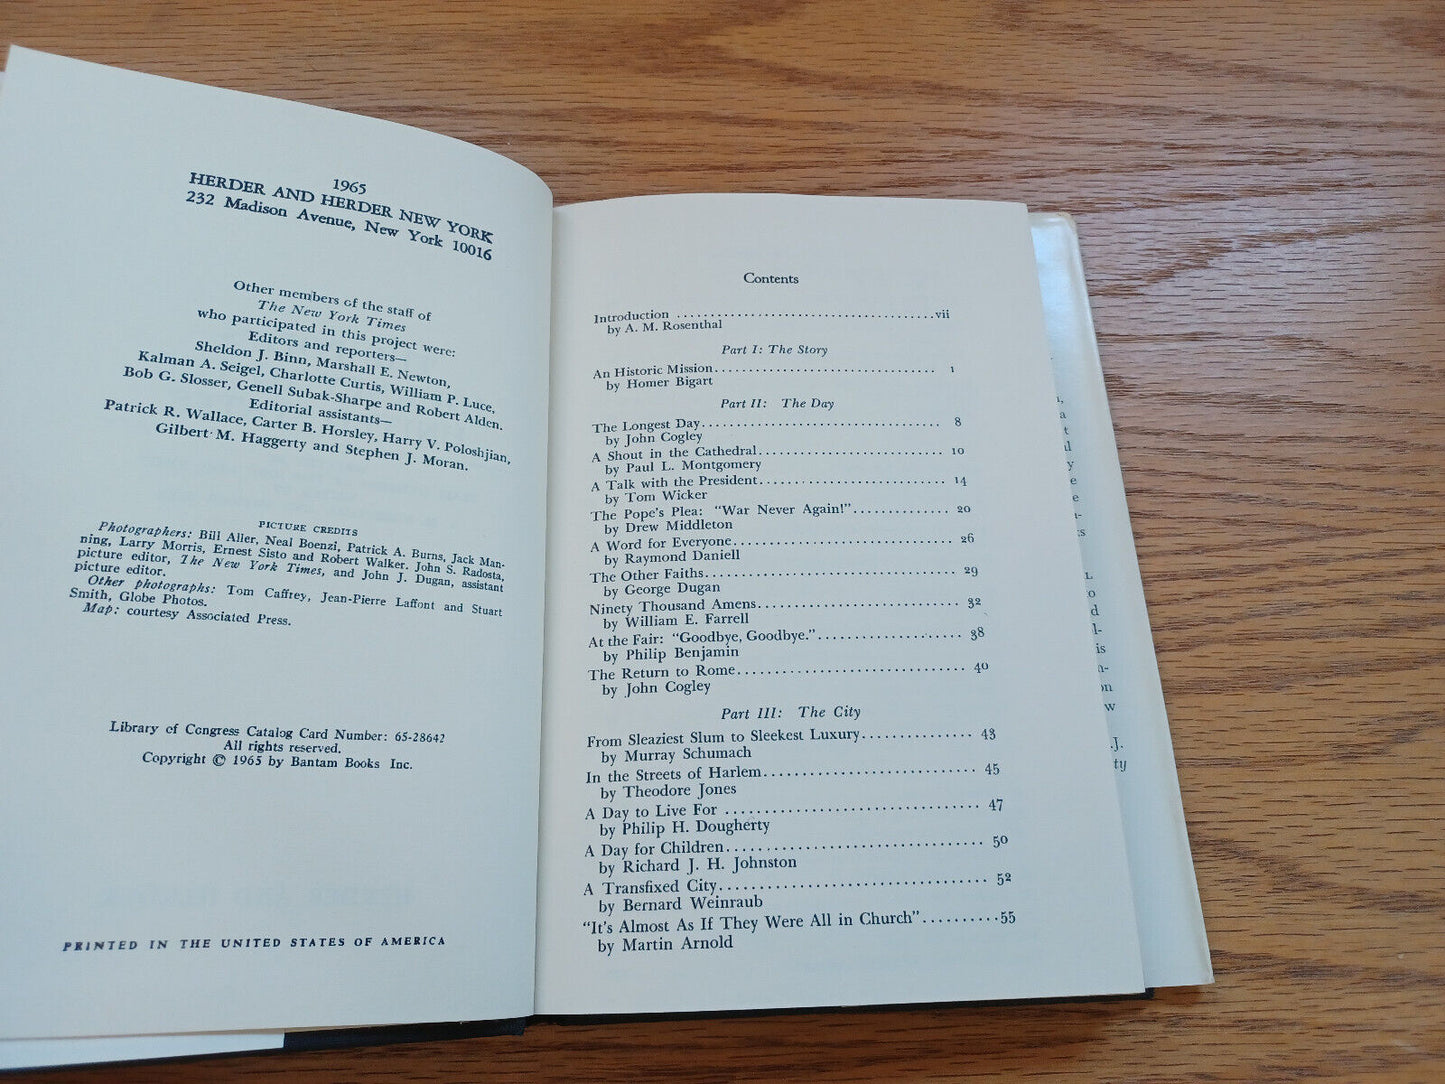 1965
HERDER AND HERDER NEW YORK
232 Madison Avenue, New York 10016
Other members of the staff of
The New York Times
who participated in this project were:
Editors and reporters—
Sheldon J. Binn, Marshall E. Newton,
Kalman A. Seigel, Charlotte Curtis, William P. Luce,
Bob G. Slosser, Genell Subak-Sharpe and Robert Alden.
Editorial assistants—
Patrick R. Wallace, Carter B. Horsley, Harry V. Poloshjian,
Gilbert M. Haggerty and Stephen J. Moran.
PICTURE CREDITS
Photographers: Bill Aller, Neal Boenzi, Patrick A. Burns, Jack Man-
ning, Larry Morris, Ernest Sisto and Robert Walker. John S. Radosta,
picture editor, The New York Times, and John J. Dugan, assistant
picture editor.
Other photographs: Tom Caffrey, Jean-Pierre Laffont and Stuart
Smith, Globe Photos.
Map: courtesy Associated Press.
Library of Congress Catalog Card Number: 65-28642
All rights reserved.
Copyright © 1965 by Bantam Books Inc.
PRINTED IN THE UNITED STATES OF AMERICA
Contents
Introduction ........................................vii
by A. M. Rosenthal
Part I: The Story
An Historic Mission.................................. 1
by Homer Bigart
Part II: The Day
The Longest Day.................................... 8
by John Cogley
A Shout in the Cathedral............................ 10
by Paul L. Montgomery
A Talk with the President............................ 14
by Tom Wicker
The Pope's Plea: "War Never Again!".............. 20
by Drew Middleton
A Word for Everyone................................ 26
by Raymond Daniell
The Other Faiths.................................... 29
by George Dugan
Ninety Thousand Amens............................. 32
by William E. Farrell
At the Fair: "Goodbye, Goodbye."..................... 38
by Philip Benjamin
The Return to Rome................................. 40
by John Cogley
Part III: The City
From Sleaziest Slum to Sleekest Luxury............... 43
by Murray Schumach
In the Streets of Harlem............................. 45
by Theodore Jones
A Day to Live For .................................. 47
by Philip H. Dougherty
A Day for Children.................................. 50
by Richard J. H. Johnston
A Transfixed City................................... 52
by Bernard Weinraub
"It's Almost As If They Were All in Church"..........55
by Martin Arnold